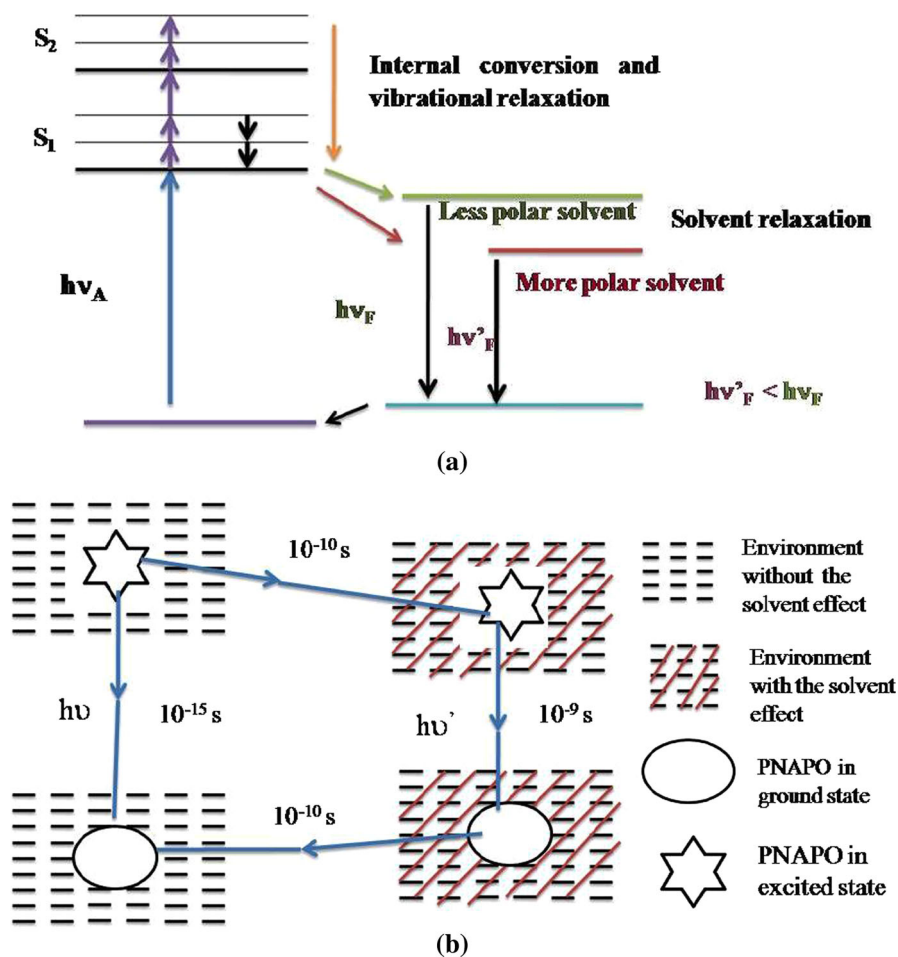 S2
S1
Internal conversion and
vibrational relaxation
Less polar solvent
Solvent relaxation
More polar solvent
hνA
hνF
hν’F
hν’F < hνF
(a)
10-10 s
Environment
without the
solvent effect
Environment
with the solvent
effect
hυ
10-15 s
hυ’
10-9 s
PNAPO in
ground state
10-10 s
PNAPO in
excited state
(b)